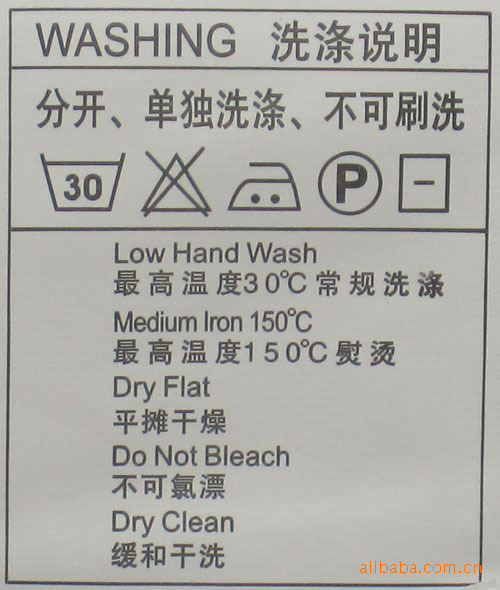 WASHING 洗涤说明
分开、单独洗涤、不可刷洗
30 P
Low Hand Wash
最高温度30℃常规洗涤
Medium Iron 150℃
最高温度150℃熨烫
Dry Flat
平摊干燥
Do Not Bleach
不可氯漂
Dry Clean
缓和干洗
alibaba.com.cn